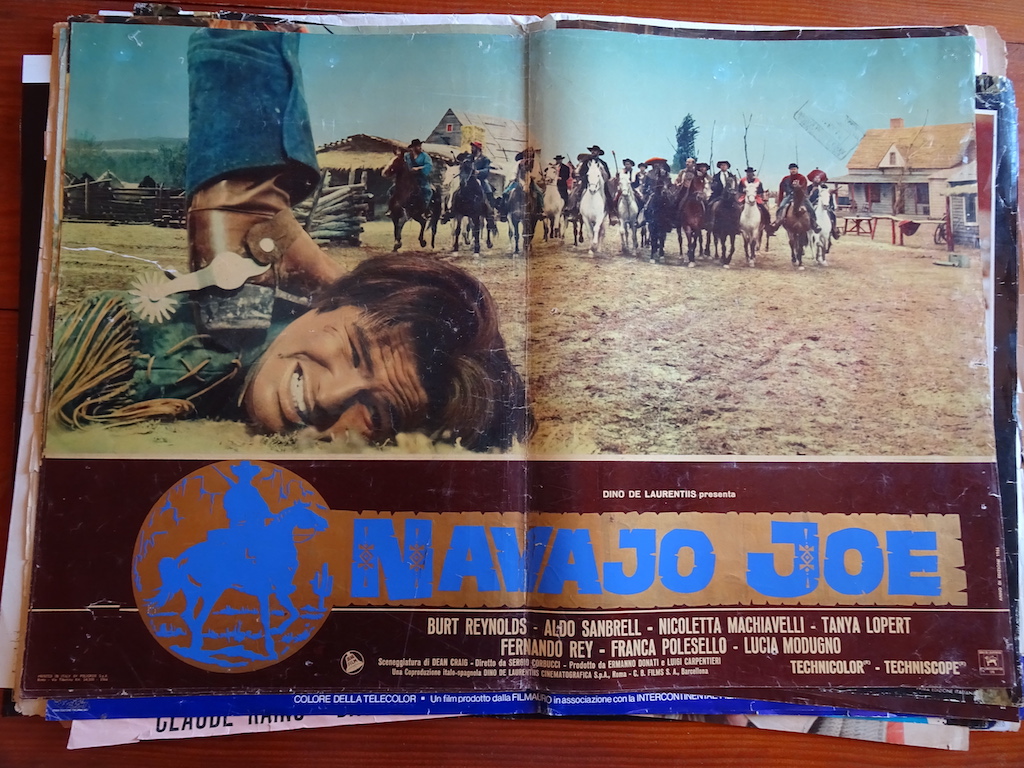 DINO DE LAURENTIIS presenta
NAVAJO JOE
BURT REYNOLDS - ALDO SANBRELL - NICOLETTA MACHIAVELLI - TANYA LOPERT
FERNANDO REY - FRANCA POLESELLO - LUCIA MODUGNO
Sceneggiatura di DEAN CRAIG - Diretto da SERGIO CORBUCCI - Prodotto da ERMANNO DONATI e LUIGI CARPENTIERI
Una Coproduzione italo-spagnola DINO DE LAURENTIIS CINEMATOGRAFICA S.p.A., Roma - C. B. FILMS S. A., Barcellona
TECHNICOLOR - TECHNISCOPE
COLORE DELLA TELECOLOR • Un film prodotto dalla FILMAURO in associazione con la INTERCONTINENTAL
CLAUDE RAINS